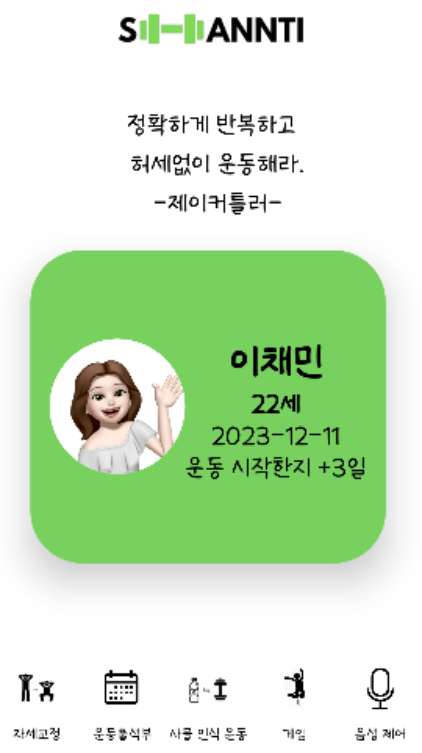 SHANNTI
정확하게 반복하고
허세없이 운동해라.
-제이커틀러-
이채민
22세
2023-12-11
운동 시작한지 +3일
자세교정 운동출석부 사물 인식 운동 게임 음성 제어